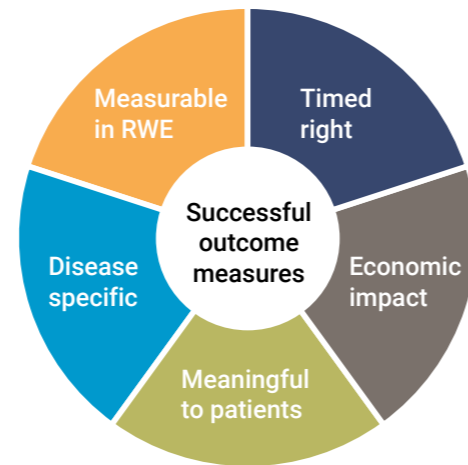 Measurable
in RWE
Timed
right
Successful
outcome
measures
Disease
specific
Economic
impact
Meaningful
to patients